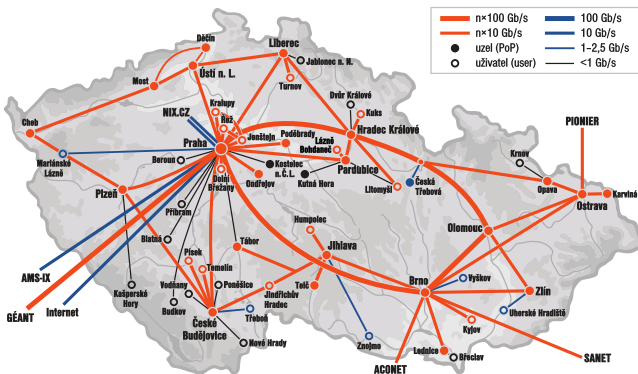 n×100 Gb/s
n×10 Gb/s
uzel (PoP)
uživatel (user)
100 Gb/s
10 Gb/s
1–2,5 Gb/s
<1 Gb/s
Děčín
Liberec
Jablonec n. N.
Ústí n. L.
Most
Turnov
Dvůr Králové
Kralupy
Kuks
NIX.CZ
Řež
Cheb
Jenštejn
Poděbrady
Hradec Králové
PIONIER
Praha
Lázně
Bohdaneč
Mariánské
Lázně
Beroun
Kostelec
n.Č.L.
Pardubice
Krnov
Dolní
Břežany
Ondřejov
Kutná Hora
Litomyšl
Česká
Třebová
Opava
Karviná
Plzeň
Ostrava
Příbram
Humpolec
Olomouc
Blatná
Tábor
Jihlava
Písek
Temelín
AMS-IX
Vodňany
Poněšice
Brno
Vyškov
Kašperské
Hory
Jindřichův
Hradec
Telč
Zlín
GÉANT
Internet
Budkov
České
Budějovice
Třeboň
Kyjov
Uherské Hradiště
Znojmo
Nové Hrady
Lednice
Břeclav
SANET
ACONET